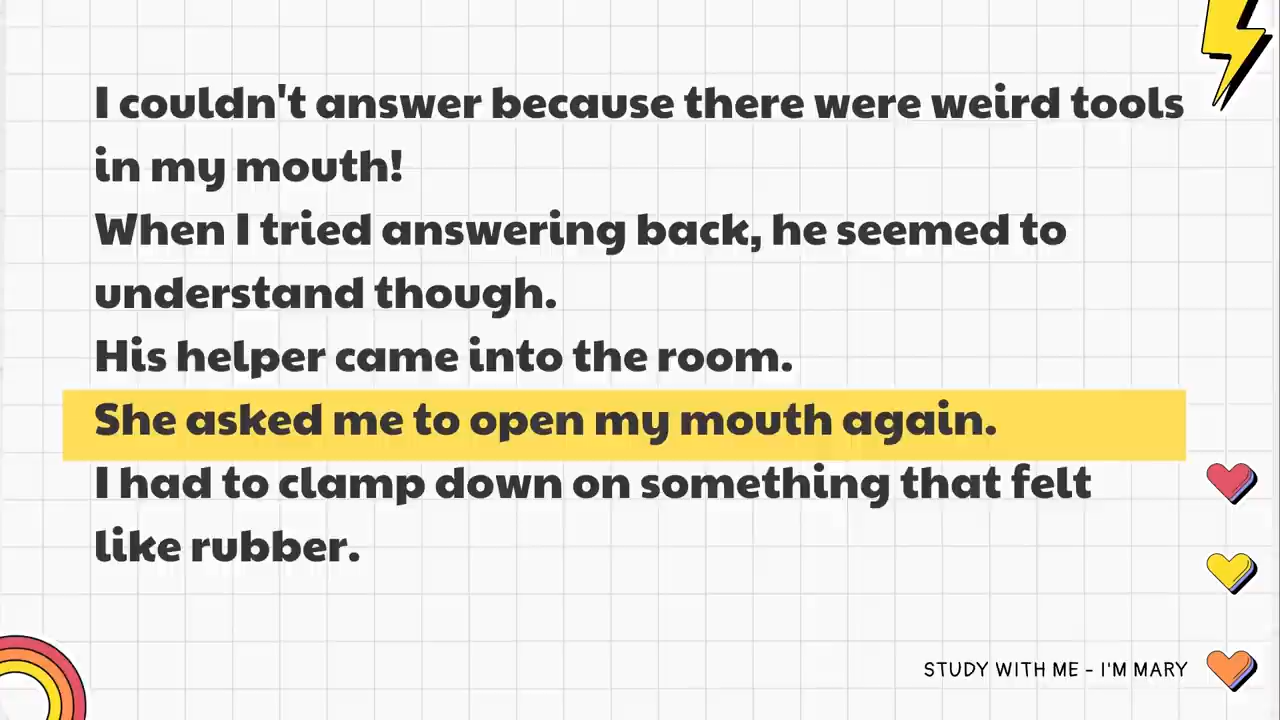 I couldn't answer because there were weird tools
in my mouth!
When I tried answering back, he seemed to
understand though.
His helper came into the room.
She asked me to open my mouth again.
I had to clamp down on something that felt
like rubber.
STUDY WITH ME - I'M MARY